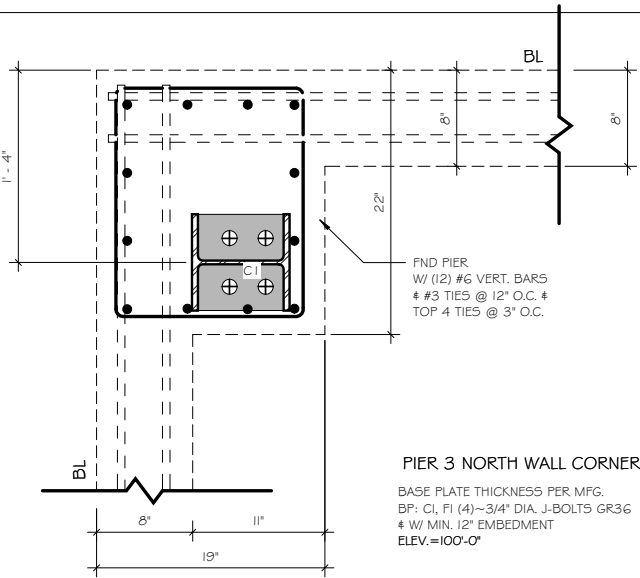 BL
8"
8"
1' - 4"
22"
C1
FND PIER
W/ (12) #6 VERT. BARS
& #3 TIES @ 12" O.C. &
TOP 4 TIES @ 3" O.C.
BL
PIER 3 NORTH WALL CORNER
BASE PLATE THICKNESS PER MFG.
BP: C1, F1 (4)~3/4" DIA. J-BOLTS GR36
& W/ MIN. 12" EMBEDMENT
ELEV.=100'-0"
8"
11"
19"